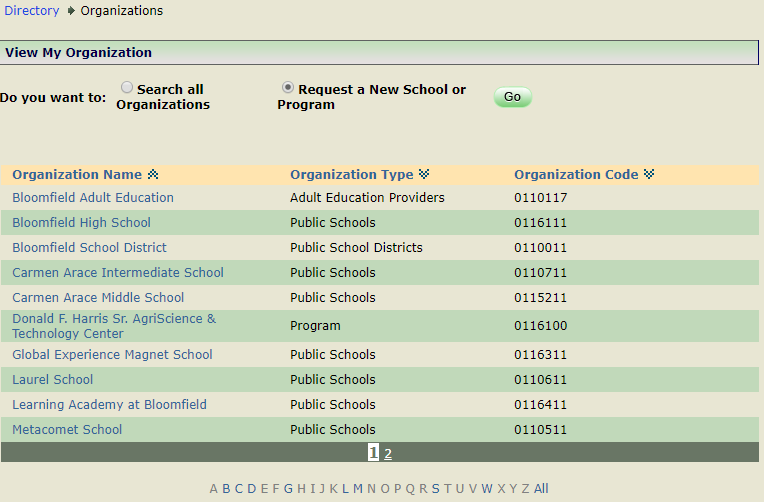 Directory Organizations
View My Organization
Do you want to: Search all Organizations Request a New School or Program Go
Organization Name Organization Type Organization Code
Bloomfield Adult Education Adult Education Providers 0110117
Bloomfield High School Public Schools 0116111
Bloomfield School District Public School Districts 0110011
Carmen Arace Intermediate School Public Schools 0110711
Carmen Arace Middle School Public Schools 0115211
Donald F. Harris Sr. AgriScience &
Technology Center Program 0116100
Global Experience Magnet School Public Schools 0116311
Laurel School Public Schools 0110611
Learning Academy at Bloomfield Public Schools 0116411
Metacomet School Public Schools 0110511
1 2
A B C D E F G H I J K L M N O P Q R S T U V W X Y Z All